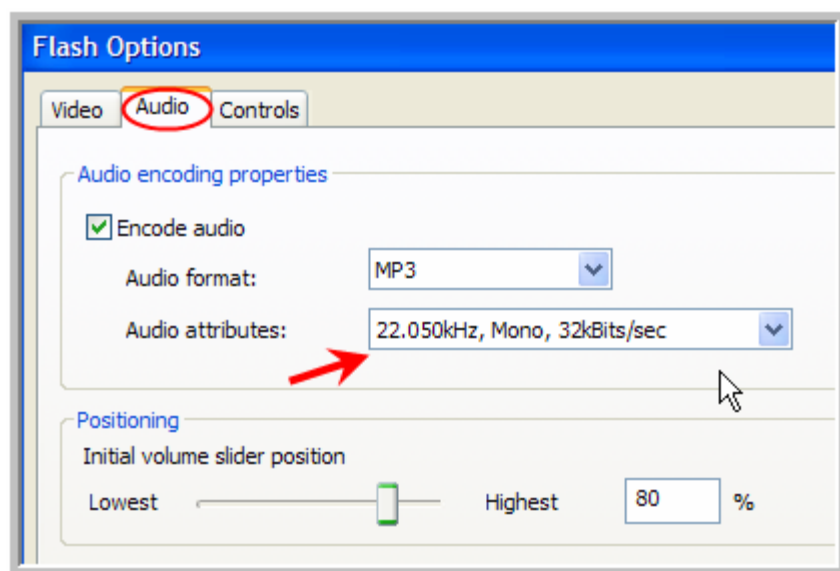 Flash Options
Video Audio Controls
Audio encoding properties
Encode audio
Audio format: MP3
Audio attributes: 22.050kHz, Mono, 32kBits/sec
Positioning
Initial volume slider position
Lowest Highest 80 %